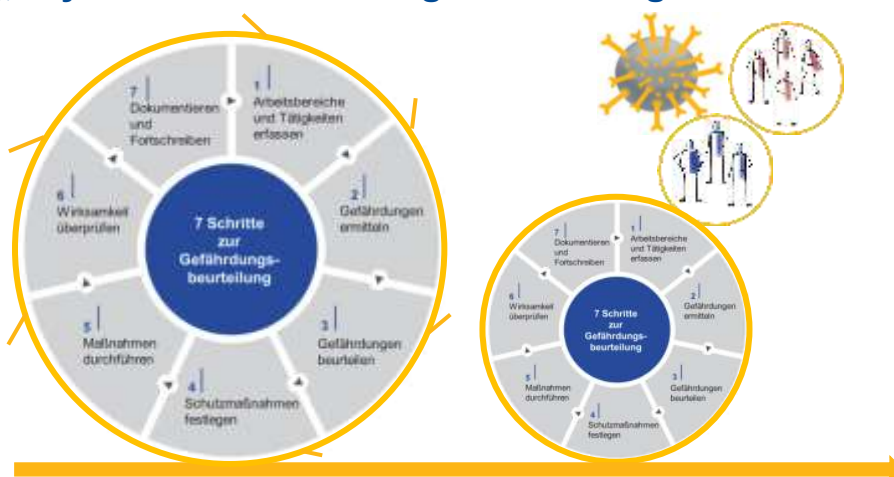 7 Schritte
zur
Gefährdungs-
beurteilung
1
Arbeitsbereiche
und Tätigkeiten
erfassen
2
Gefährdungen
ermitteln
3
Gefährdungen
beurteilen
4
Schutzmaßnahmen
festlegen
5
Maßnahmen
durchführen
6
Wirksamkeit
überprüfen
7
Dokumentieren
und
Fortschreiben
7 Schritte
zur
Gefährdungs-
beurteilung
1
Arbeitsbereiche
und Tätigkeiten
erfassen
2
Gefährdungen
ermitteln
3
Gefährdungen
beurteilen
4
Schutzmaßnahmen
festlegen
5
Maßnahmen
durchführen
6
Wirksamkeit
überprüfen
7
Dokumentieren
und
Fortschreiben